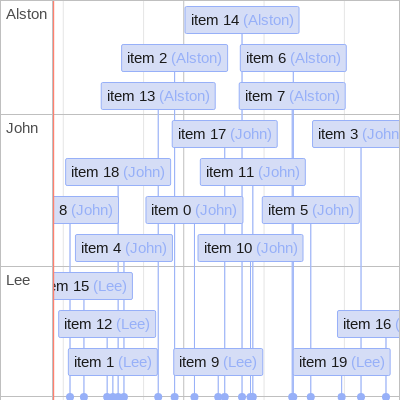 Alston
item 14 (Alston)
item 2 (Alston) item 6 (Alston)
item 13 (Alston) item 7 (Alston)
John
item 17 (John) item 3 (John
item 18 (John) item 11 (John)
8 (John) item 0 (John) item 5 (John)
item 4 (John) item 10 (John)
Lee
em 15 (Lee)
item 12 (Lee) item 16 (
item 1 (Lee) item 9 (Lee) item 19 (Lee)